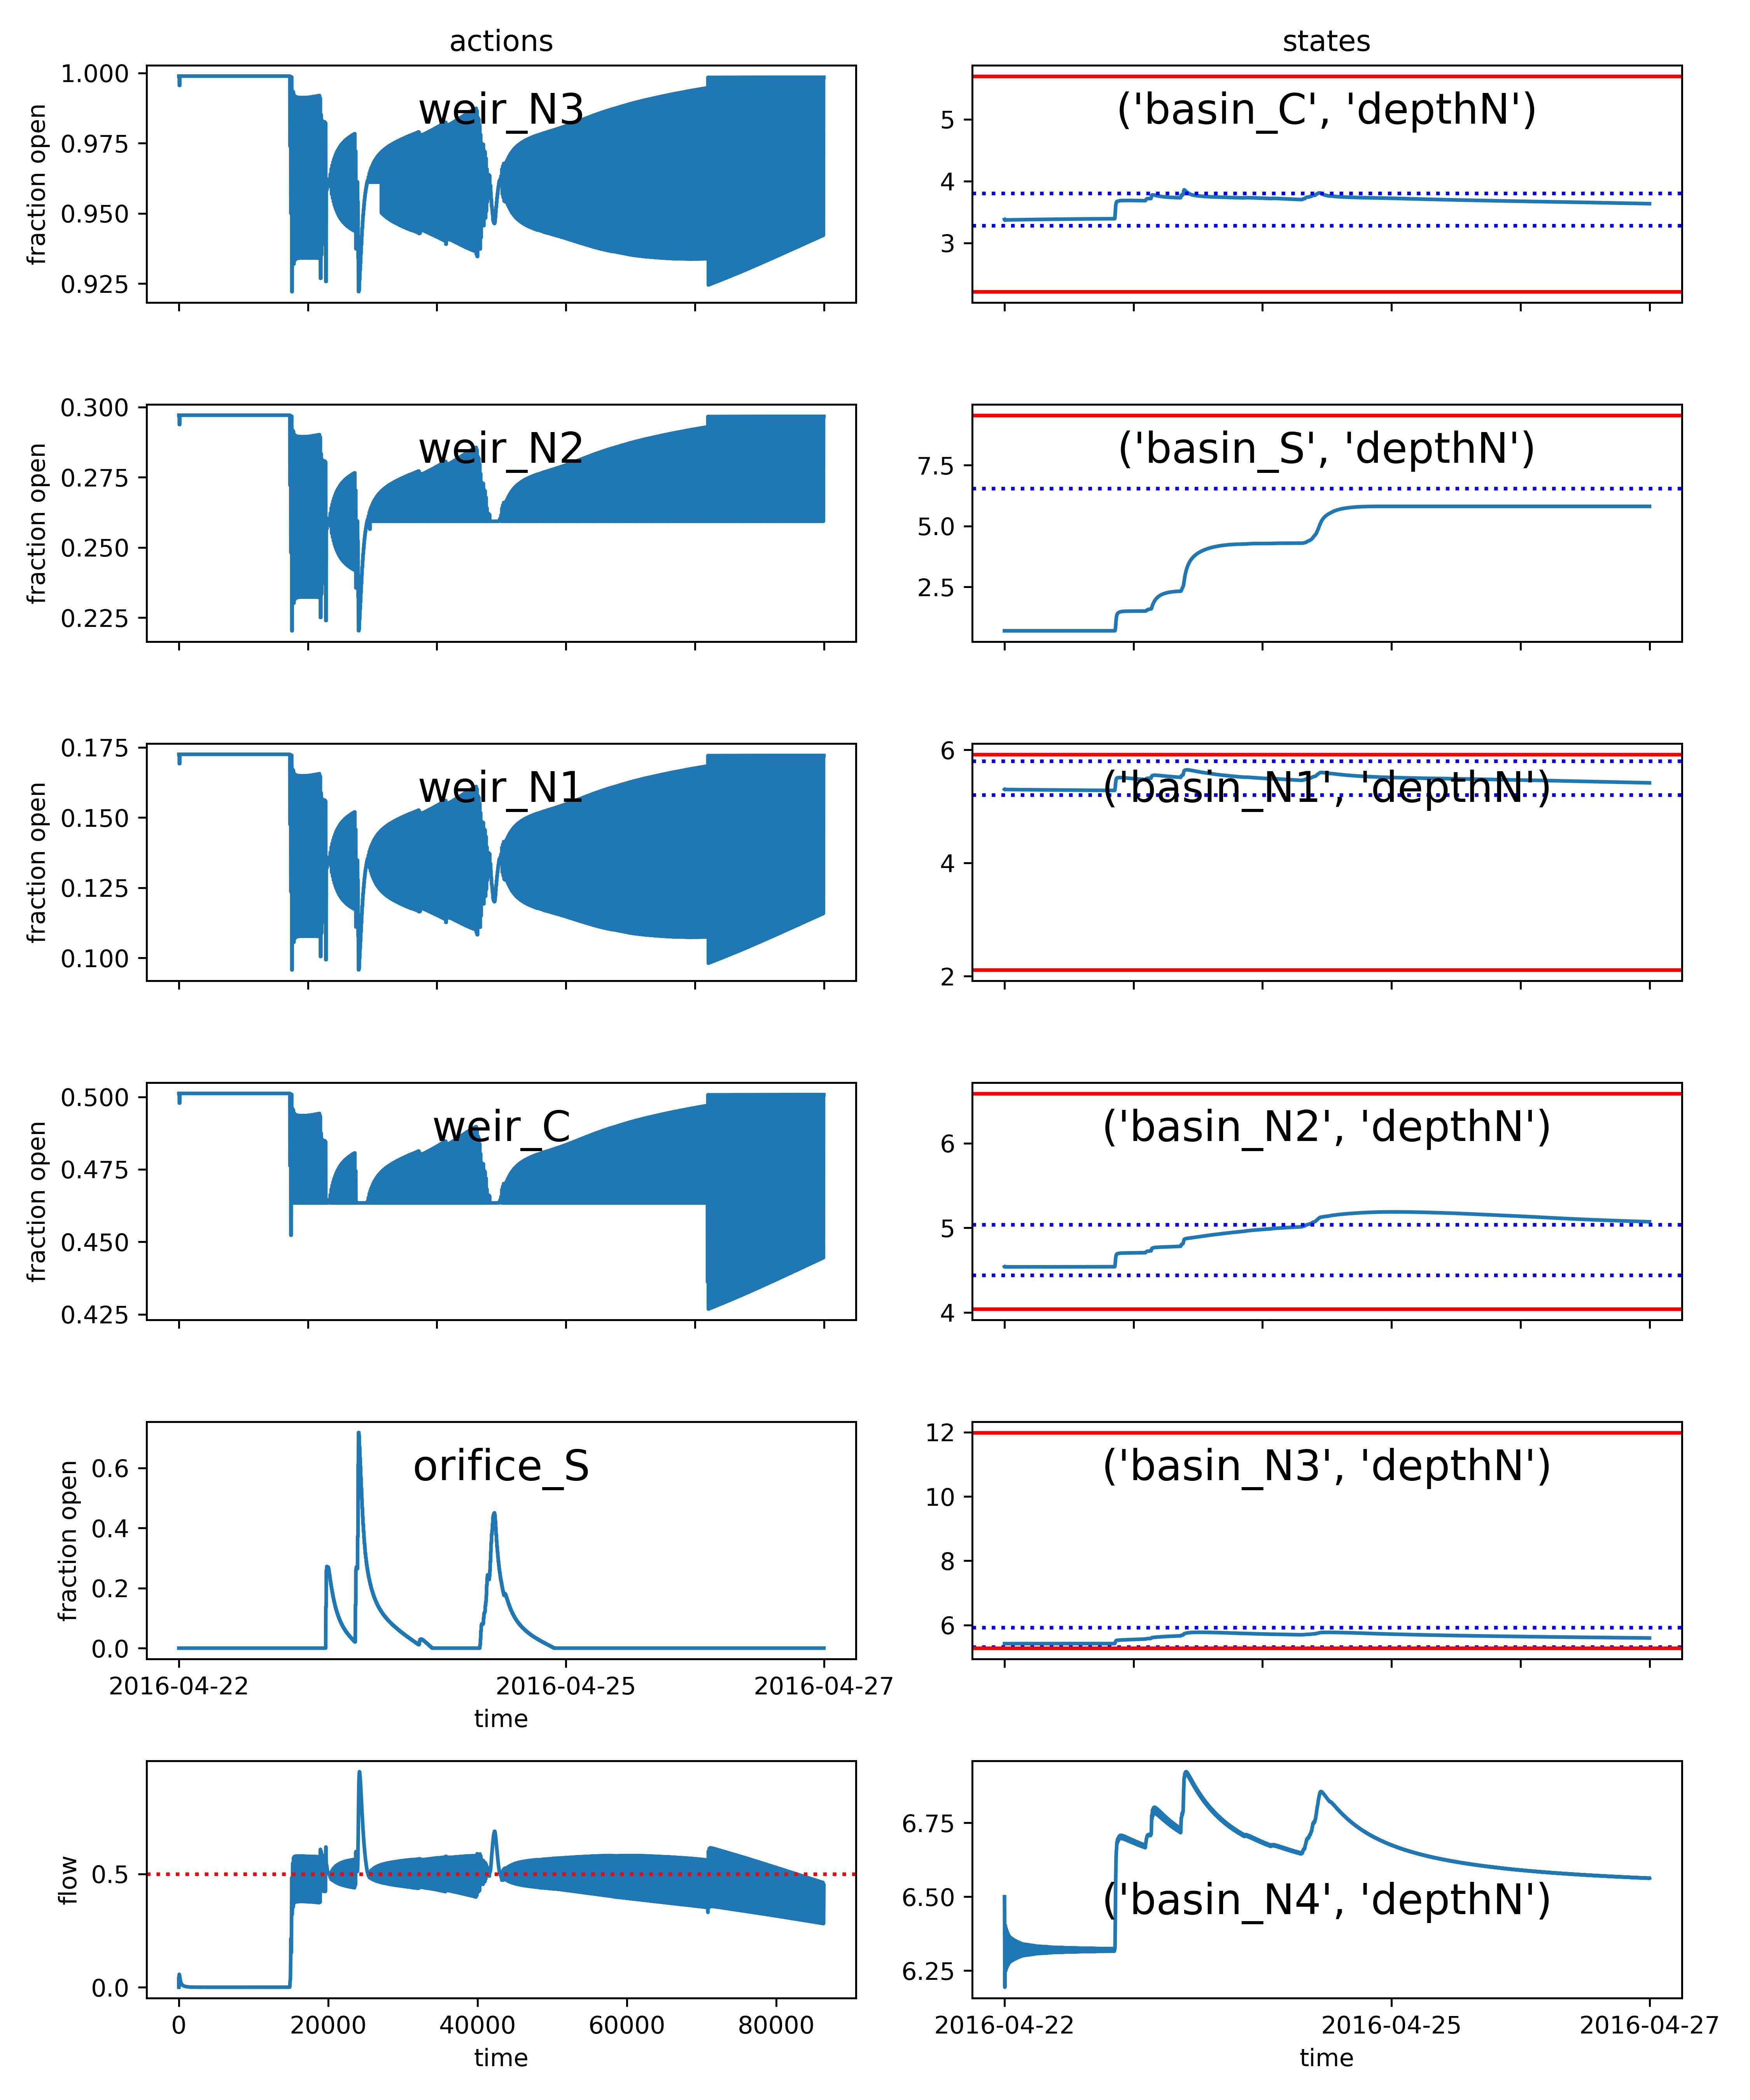 actions
states
1.000
0.975
0.950
0.925
fraction open
weir_N3
5
4
3
('basin_C', 'depthN')
0.300
0.275
0.250
0.225
fraction open
weir_N2
7.5
5.0
2.5
('basin_S', 'depthN')
0.175
0.150
0.125
0.100
fraction open
weir_N1
6
4
2
('basin_N1', 'depthN')
0.500
0.475
0.450
0.425
fraction open
weir_C
6
5
4
('basin_N2', 'depthN')
0.6
0.4
0.2
0.0
fraction open
orifice_S
2016-04-22 2016-04-25 2016-04-27
time
12
10
8
6
('basin_N3', 'depthN')
0.5
0.0
flow
0 20000 40000 60000 80000
time
6.75
6.50
6.25
('basin_N4', 'depthN')
2016-04-22 2016-04-25 2016-04-27
time